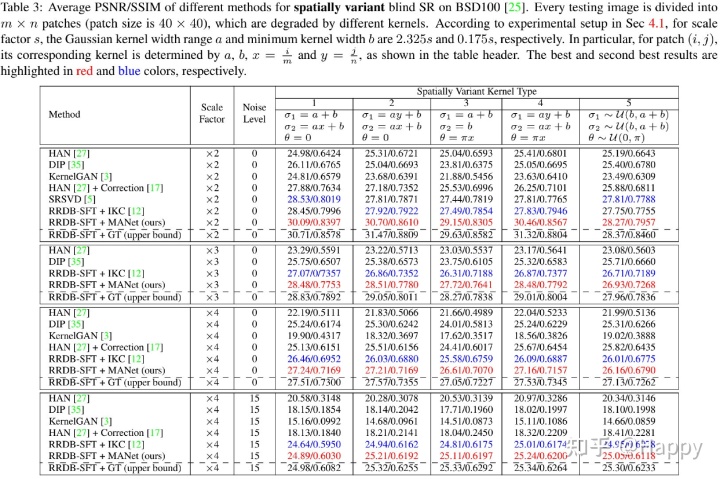 Table 3: Average PSNR/SSIM of different methods for spatially variant blind SR on BSD100 [25]. Every testing image is divided into
m × n patches (patch size is 40 × 40), which are degraded by different kernels. According to experimental setup in Sec 4.1, for scale
factor s, the Gaussian kernel width range a and minimum kernel width b are 2.325s and 0.175s, respectively. In particular, for patch (i, j),
its corresponding kernel is determined by a, b, x = i/m and y = j/n, as shown in the table header. The best and second best results are
highlighted in red and blue colors, respectively.
Method Scale Factor Noise Level Spatially Variant Kernel Type
1 2 3 4 5
σ1 = a + b σ1 = ay + b σ1 = a + b σ1 = ay + b σ1 ~ U(b, a + b)
σ2 = ax + b σ2 = ax + b σ2 = b σ2 = ax + b σ2 ~ U(b, a + b)
θ = 0 θ = 0 θ = πx θ = πx θ ~ U(0, π)
HAN [27] ×2 0 24.98/0.6424 25.31/0.6721 25.04/0.6593 25.41/0.6801 25.19/0.6643
DIP [35] ×2 0 26.11/0.6765 25.04/0.6693 23.81/0.6375 25.05/0.6695 25.40/0.6780
KernelGAN [3] ×2 0 24.81/0.6579 23.68/0.6391 21.88/0.5456 23.63/0.6410 23.49/0.6309
HAN [27] + Correction [17] ×2 0 27.88/0.7634 27.18/0.7352 25.53/0.6996 26.25/0.7101 25.88/0.6811
SRSVD [5] ×2 0 28.53/0.8019 27.81/0.7871 27.44/0.7819 27.81/0.7765 27.81/0.7788
RRDB-SFT + IKC [12] ×2 0 28.45/0.7996 27.92/0.7922 27.49/0.7854 27.83/0.7946 27.75/0.7755
RRDB-SFT + MANet (ours) ×2 0 30.09/0.8397 30.70/0.8610 29.15/0.8305 30.46/0.8567 28.27/0.7957
RRDB-SFT + GT (upper bound) ×2 0 30.71/0.8578 31.47/0.8809 29.63/0.8582 31.32/0.8804 28.37/0.8460
HAN [27] ×3 0 23.29/0.5591 23.22/0.5713 23.03/0.5537 23.17/0.5641 23.08/0.5603
DIP [35] ×3 0 25.75/0.6507 25.38/0.6573 23.75/0.6105 25.32/0.6583 25.71/0.6660
RRDB-SFT + IKC [12] ×3 0 27.07/0/7357 26.86/0.7352 26.31/0.7188 26.87/0.7377 26.71/0.7189
RRDB-SFT + MANet (ours) ×3 0 28.48/0.7753 28.51/0.7780 27.72/0.7641 28.48/0.7792 26.93/0.7268
RRDB-SFT + GT (upper bound) ×3 0 28.83/0.7892 29.05/0.8011 28.27/0.7838 29.01/0.8004 27.96/0.7836
HAN [27] ×4 0 22.19/0.5111 21.83/0.5066 21.66/0.4989 22.04/0.5233 21.99/0.5136
DIP [35] ×4 0 25.24/0.6174 25.30/0.6242 24.01/0.5813 25.24/0.6229 25.31/0.6266
KernelGAN [3] ×4 0 19.90/0.4317 18.32/0.3697 17.62/0.3517 18.56/0.3826 19.02/0.3888
HAN [27] + Correction [17] ×4 0 25.13/0.6151 25.51/0.6156 24.41/0.6017 25.67/0.6454 25.82/0.6435
RRDB-SFT + IKC [12] ×4 0 26.46/0.6952 26.03/0.6880 25.58/0.6759 26.09/0.6887 26.01/0.6775
RRDB-SFT + MANet (ours) ×4 0 27.24/0.7169 27.21/0.7169 26.61/0.7070 27.16/0.7157 26.16/0.6790
RRDB-SFT + GT (upper bound) ×4 0 27.51/0.7300 27.57/0.7355 27.05/0.7227 27.53/0.7345 27.13/0.7262
HAN [27] ×4 15 20.58/0.3148 20.28/0.3078 20.53/0.3139 20.97/0.3286 20.34/0.3146
DIP [35] ×4 15 18.15/0.1854 18.14/0.2042 17.71/0.1960 18.02/0.1997 18.10/0.1998
KernelGAN [3] ×4 15 15.16/0.0992 14.68/0.0961 14.51/0.0873 15.11/0.1086 14.66/0.0859
HAN [27] + Correction [17] ×4 15 18.13/0.1840 18.21/0.2141 18.04/0.2450 18.32/0.2209 18.41/0.2281
RRDB-SFT + IKC [12] ×4 15 24.64/0.5950 24.94/0.6162 24.81/0.6175 25.01/0.6174
RRDB-SFT + MANet (ours) ×4 15 24.89/0.6030 25.21/0.6192 25.11/0.6197 25.24/0.6200 25.05/0.6118
RRDB-SFT + GT (upper bound) ×4 15 24.98/0.6082 25.32/0.6255 25.33/0.6292 25.34/0.6264 25.30/0.6233
知乎 @happy